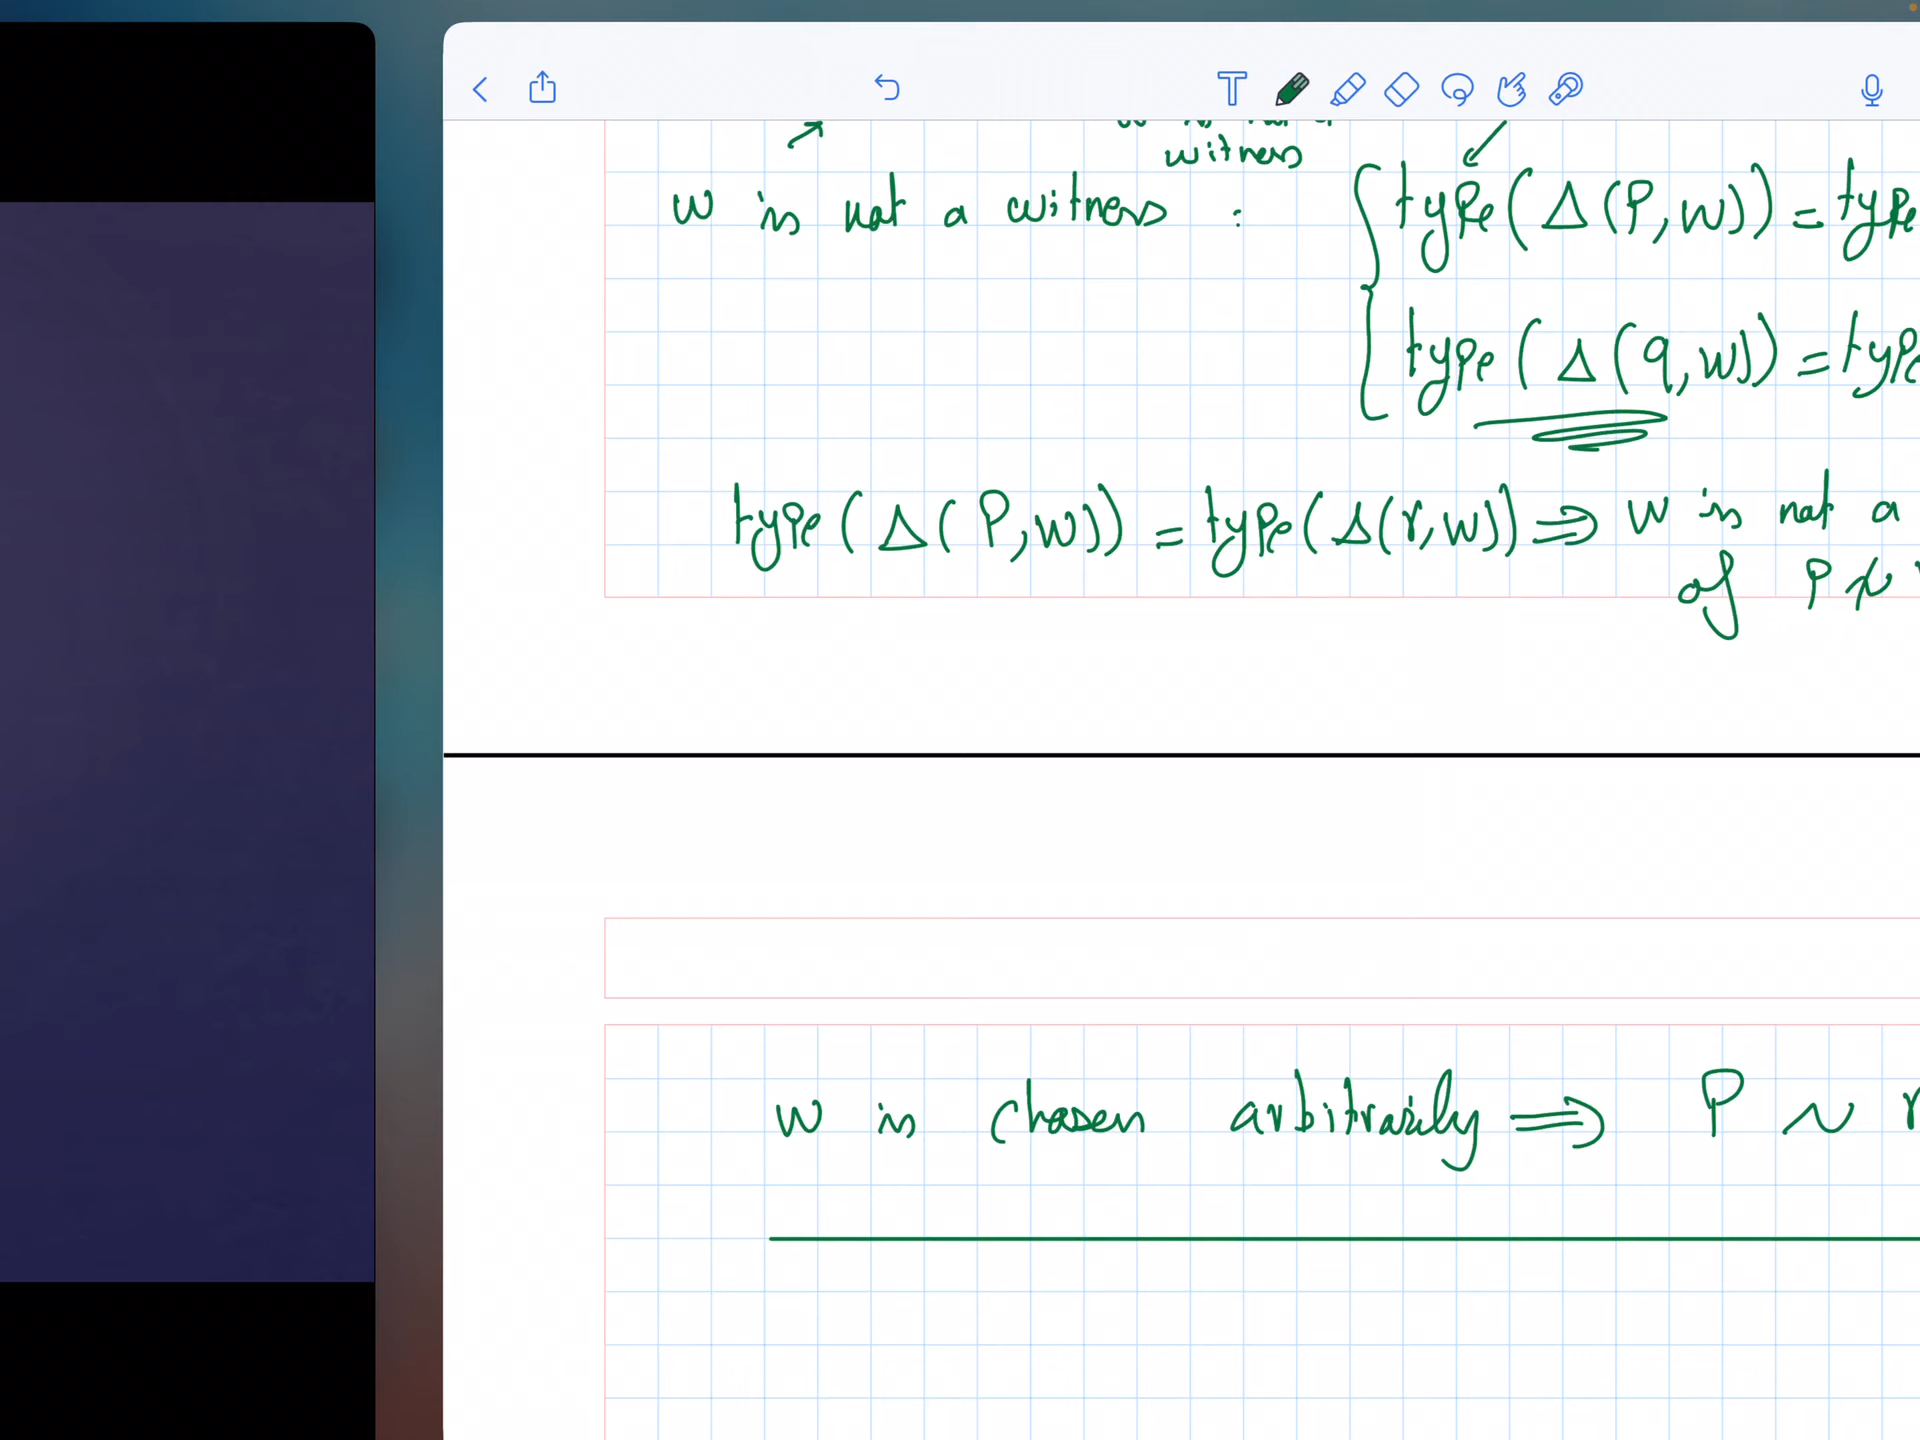 witness
w is not a witness : { type(Δ(P,w)) = type
type(Δ(q,w)) = type
type(Δ(P,w)) = type(Δ(r,w)) ⇒ w is not a
of P ≁
w is chosen arbitrarily ⇒ P ~ r